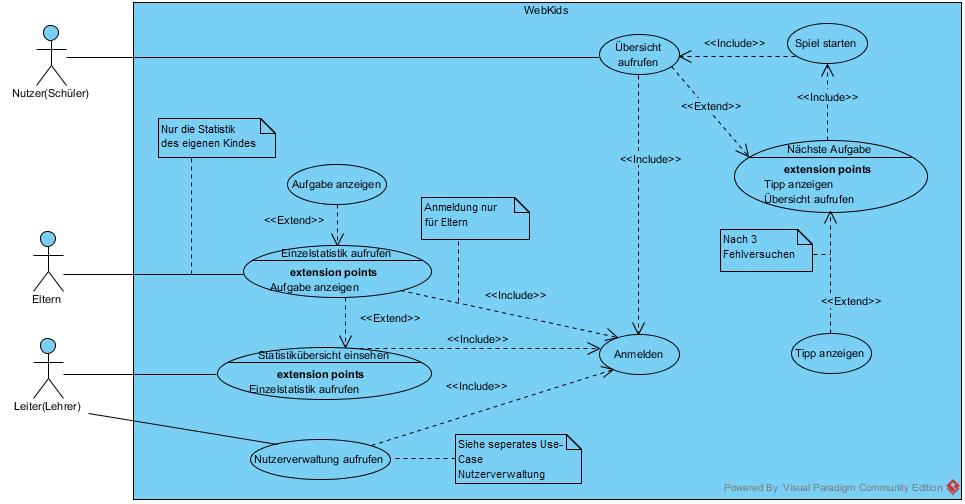 WebKids
Nutzer(Schüler)
Übersicht
aufrufen
<<Include>>
Spiel starten
<<Extend>>
<<Include>>
<<Include>>
Nächste Aufgabe
extension points
Tipp anzeigen
Übersicht aufrufen
Nur die Statistik
des eigenen Kindes
Aufgabe anzeigen
<<Extend>>
Anmeldung nur
für Eltern
Nach 3
Fehlversuchen
Eltern
Einzelstatistik aufrufen
extension points
Aufgabe anzeigen
<<Include>>
<<Extend>>
<<Extend>>
Leiter(Lehrer)
Statistikübersicht einsehen
extension points
Einzelstatistik aufrufen
<<Include>>
Anmelden
Tipp anzeigen
<<Include>>
Nutzerverwaltung aufrufen
Siehe seperates Use-
Case
Nutzerverwaltung
Powered By Visual Paradigm Community Edition